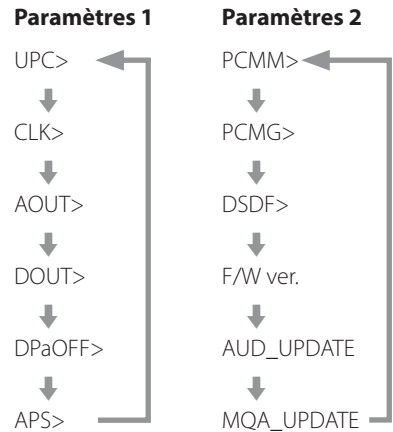 Paramètres 1
UPC>
CLK>
AOUT>
DOUT>
DPaOFF>
APS>
Paramètres 2
PCMM>
PCMG>
DSDF>
F/W ver.
AUD_UPDATE
MQA_UPDATE